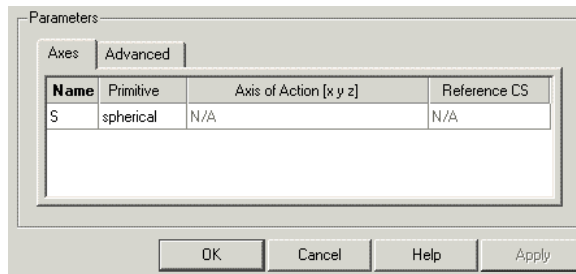 Parameters
Axes Advanced
Name Primitive Axis of Action [x y z] Reference CS
S spherical N/A N/A
OK Cancel Help Apply